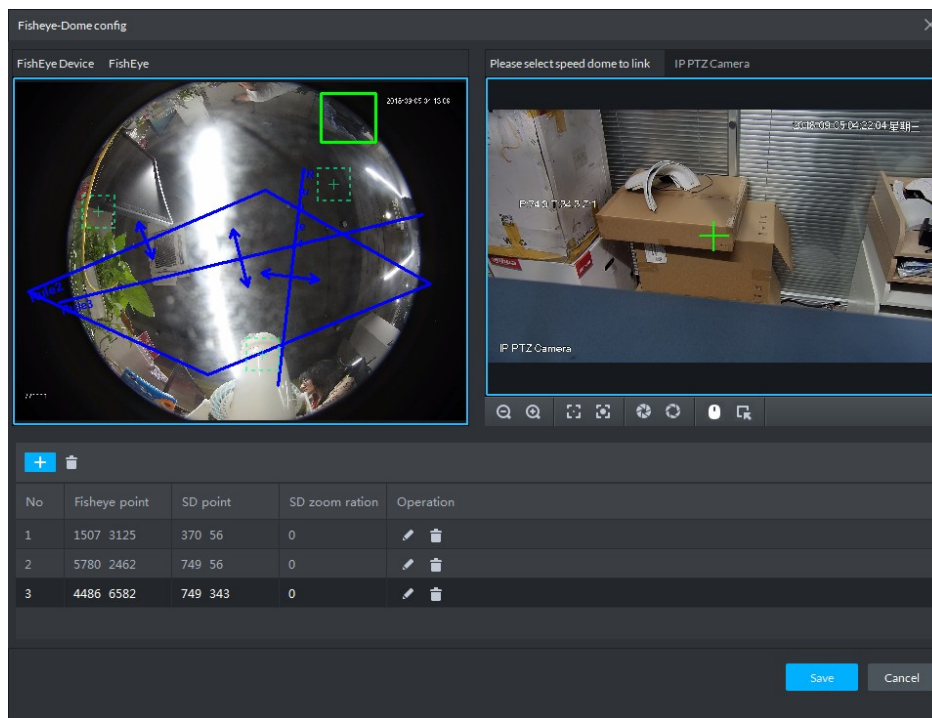 Fisheye-Dome config
FishEye Device FishEye
Please select speed dome to link IP PTZ Camera
IP PTZ Camera
No Fisheye point SD point SD zoom ration Operation
1 1507 3125 370 56 0
2 5780 2462 749 56 0
3 4486 6582 749 343 0
Save Cancel